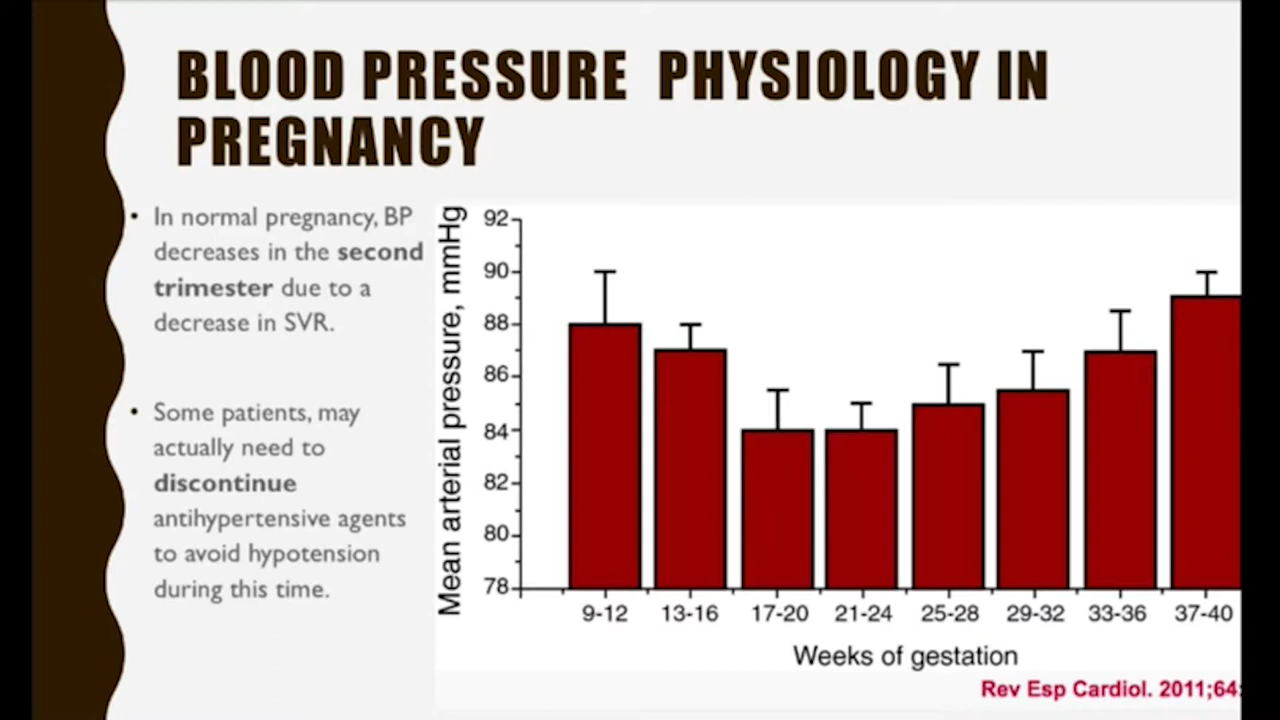 BLOOD PRESSURE PHYSIOLOGY IN
PREGNANCY
• In normal pregnancy, BP
decreases in the second
trimester due to a
decrease in SVR.
• Some patients, may
actually need to
discontinue
antihypertensive agents
to avoid hypotension
during this time.
Mean arterial pressure, mmHg
92
90
88
86
84
82
80
78
9-12 13-16 17-20 21-24 25-28 29-32 33-36 37-40
Weeks of gestation
Rev Esp Cardiol. 2011;64: